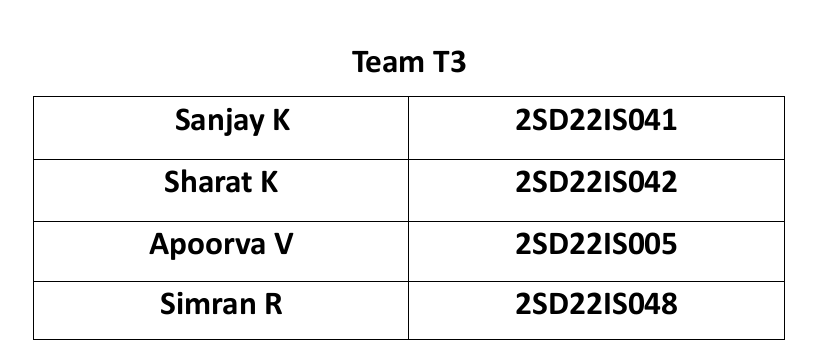 Team T3
Sanjay K 2SD22IS041
Sharat K 2SD22IS042
Apoorva V 2SD22IS005
Simran R 2SD22IS048